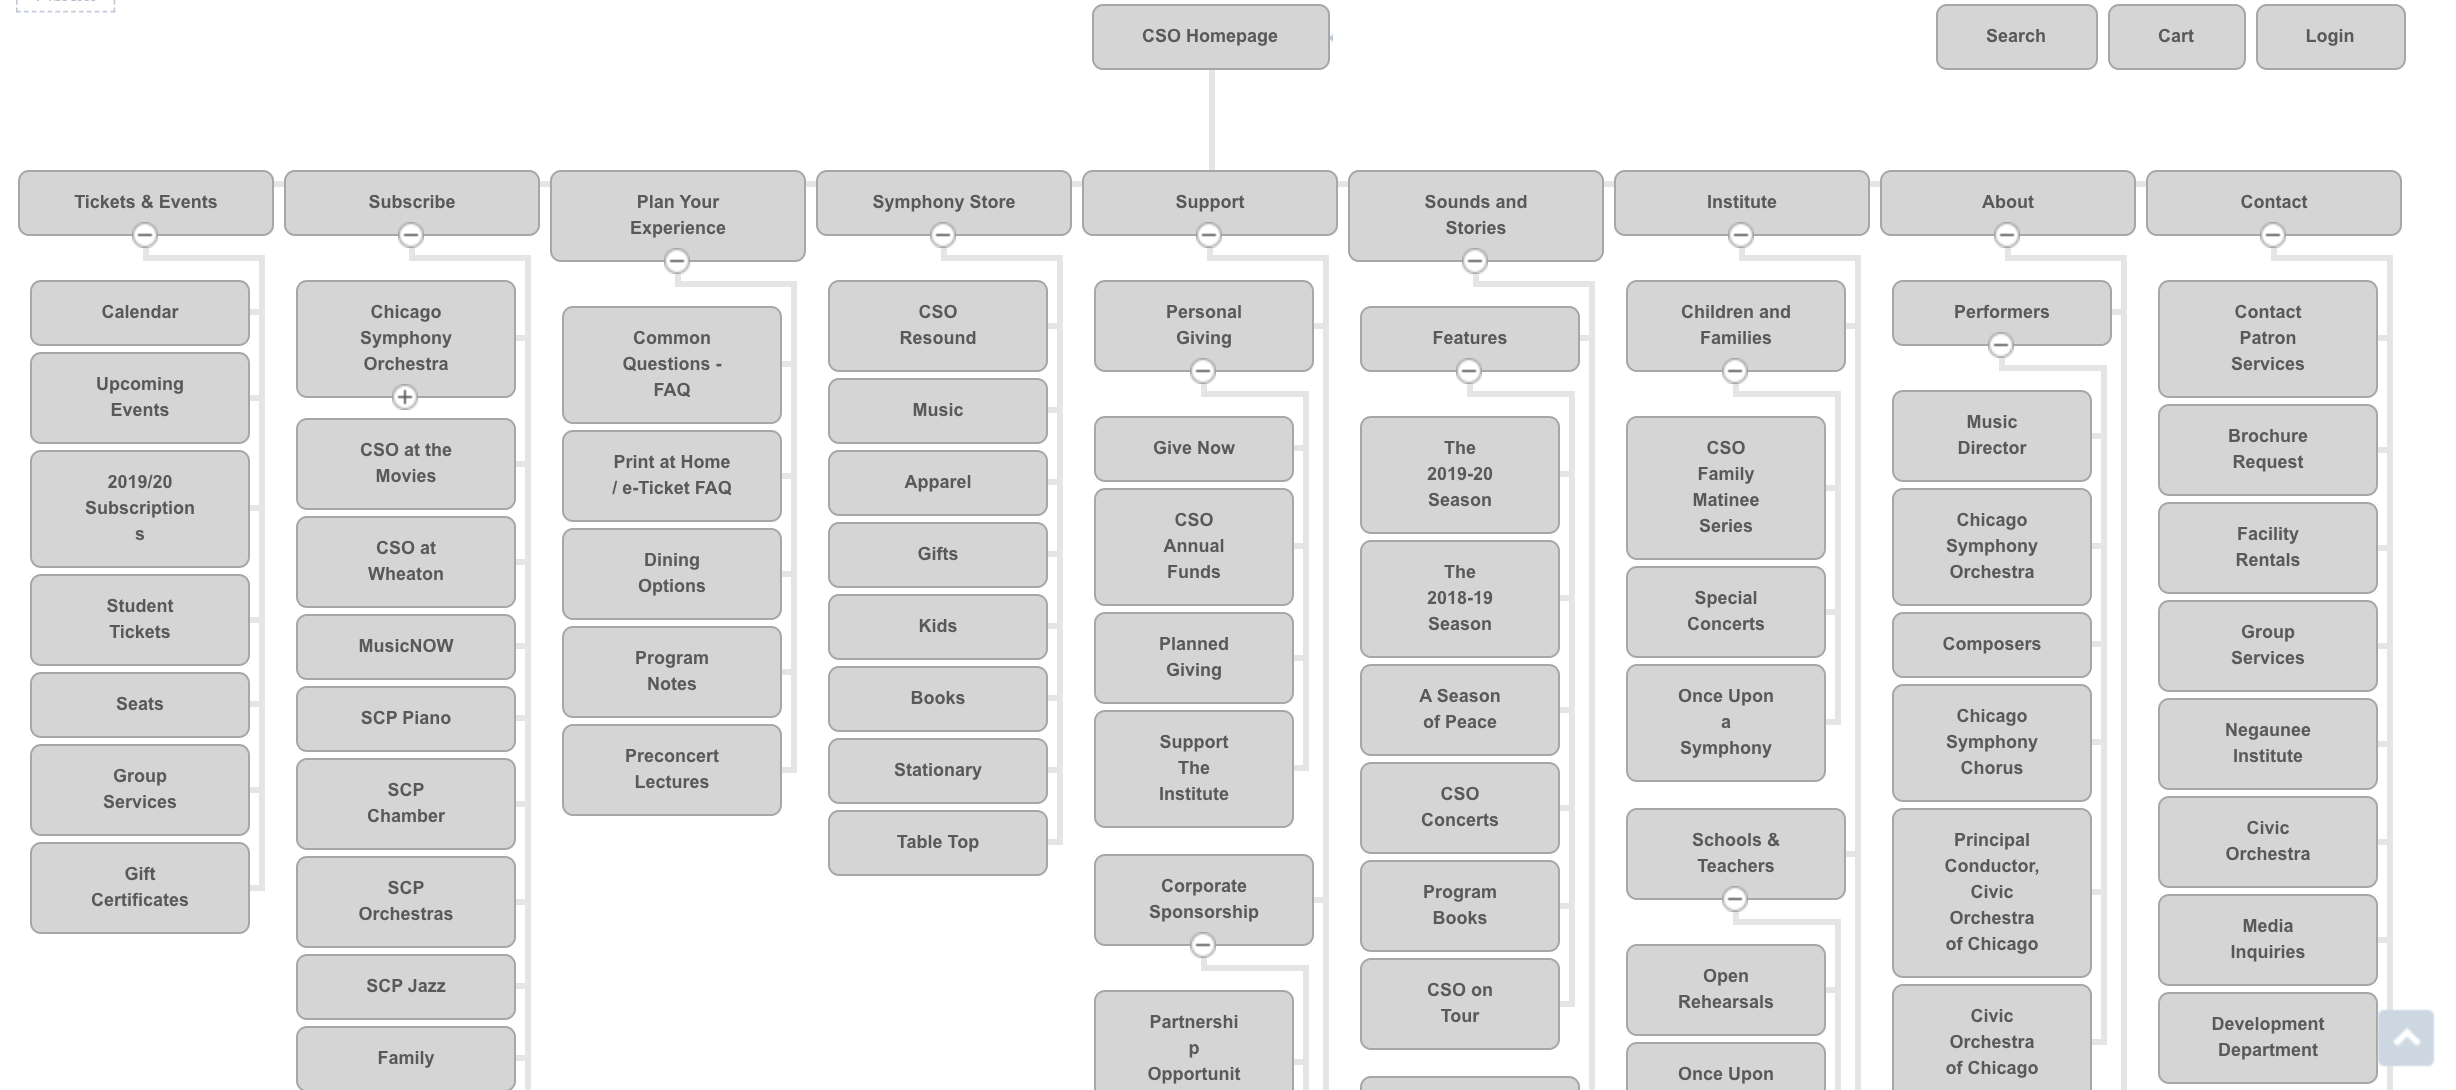 CSO Homepage
Search
Cart
Login
Tickets & Events
Calendar
Upcoming
Events
2019/20
Subscription
s
Student
Tickets
Seats
Group
Services
Gift
Certificates
Subscribe
Chicago
Symphony
Orchestra
CSO at the
Movies
CSO at
Wheaton
MusicNOW
SCP Piano
SCP
Chamber
SCP
Orchestras
SCP Jazz
Family
Plan Your
Experience
Common
Questions -
FAQ
Print at Home
/ e-Ticket FAQ
Dining
Options
Program
Notes
Preconcert
Lectures
Symphony Store
CSO
Resound
Music
Apparel
Gifts
Kids
Books
Stationary
Table Top
Support
Personal
Giving
Give Now
CSO
Annual
Funds
Planned
Giving
Support
The
Institute
Corporate
Sponsorship
Partnershi
p
Opportunit
Sounds and
Stories
Features
The
2019-20
Season
The
2018-19
Season
A Season
of Peace
CSO
Concerts
Program
Books
CSO on
Tour
Institute
Children and
Families
CSO
Family
Matinee
Series
Special
Concerts
Once Upon
a
Symphony
Schools &
Teachers
Open
Rehearsals
Once Upon
About
Performers
Music
Director
Chicago
Symphony
Orchestra
Composers
Chicago
Symphony
Chorus
Principal
Conductor,
Civic
Orchestra
of Chicago
Civic
Orchestra
of Chicago
Contact
Contact
Patron
Services
Brochure
Request
Facility
Rentals
Group
Services
Negaunee
Institute
Civic
Orchestra
Media
Inquiries
Development
Department